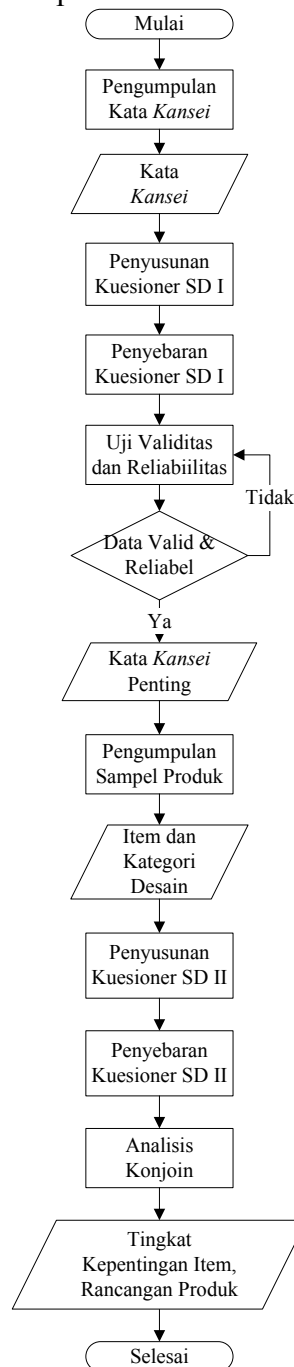 Mulai
Pengumpulan
Kata Kansei
Kata
Kansei
Penyusunan
Kuesioner SD I
Penyebaran
Kuesioner SD I
Uji Validitas
dan Reliabiilitas
Tidak
Data Valid &
Reliabel
Ya
Kata Kansei
Penting
Pengumpulan
Sampel Produk
Item dan
Kategori
Desain
Penyusunan
Kuesioner SD II
Penyebaran
Kuesioner SD II
Analisis
Konjoin
Tingkat
Kepentingan Item,
Rancangan Produk
Selesai